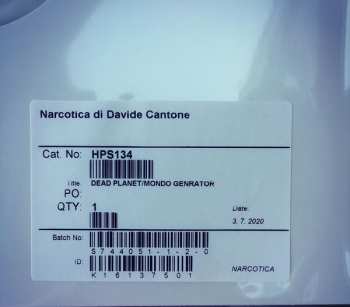 Narcotica di Davide Cantone
Cat. No: HPS134
Title: DEAD PLANET/MONDO GENRATOR
PO:
QTY: 1
Date:
3. 7. 2020
Batch No:
S744051-1-2-0
ID:
K16137501
NARCOTICA